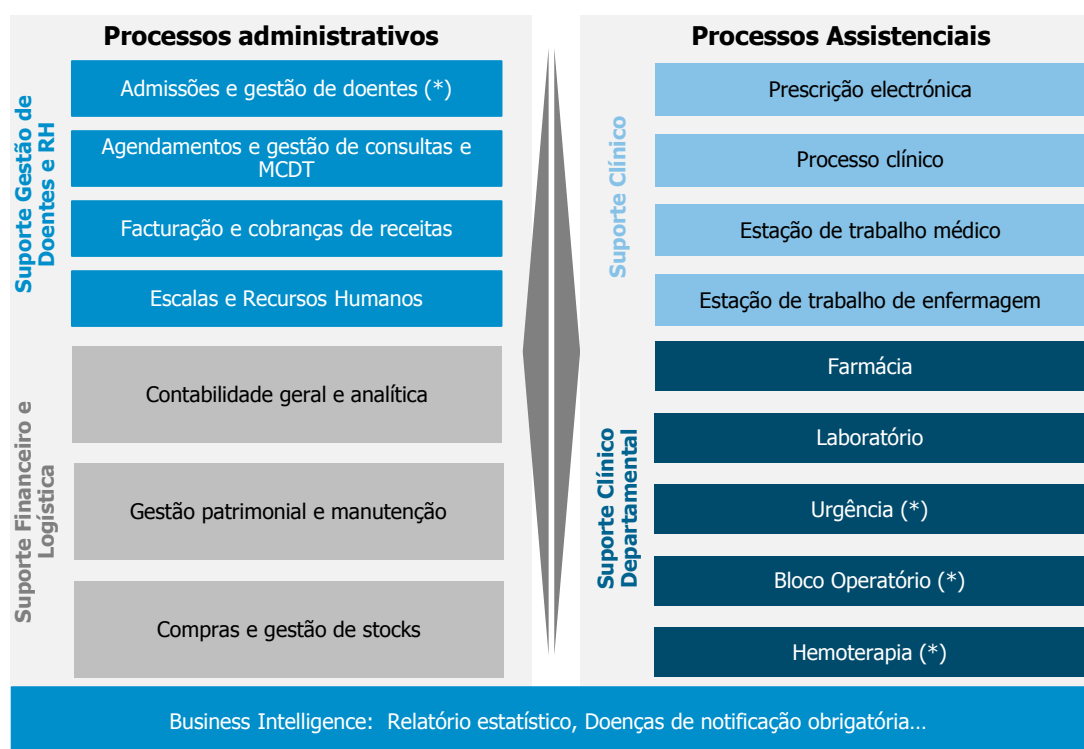 Processos administrativos
Suporte Gestão de
Doentes e RH
Admissões e gestão de doentes (*)
Agendamentos e gestão de consultas e
MCDT
Facturação e cobranças de receitas
Escalas e Recursos Humanos
Suporte Financeiro e
Logística
Contabilidade geral e analítica
Gestão patrimonial e manutenção
Compras e gestão de stocks
Processos Assistenciais
Suporte Clínico
Prescrição electrónica
Processo clínico
Estação de trabalho médico
Estação de trabalho de enfermagem
Suporte Clínico
Departamental
Farmácia
Laboratório
Urgência (*)
Bloco Operatório (*)
Hemoterapia (*)
Business Intelligence: Relatório estatístico, Doenças de notificação obrigatória…